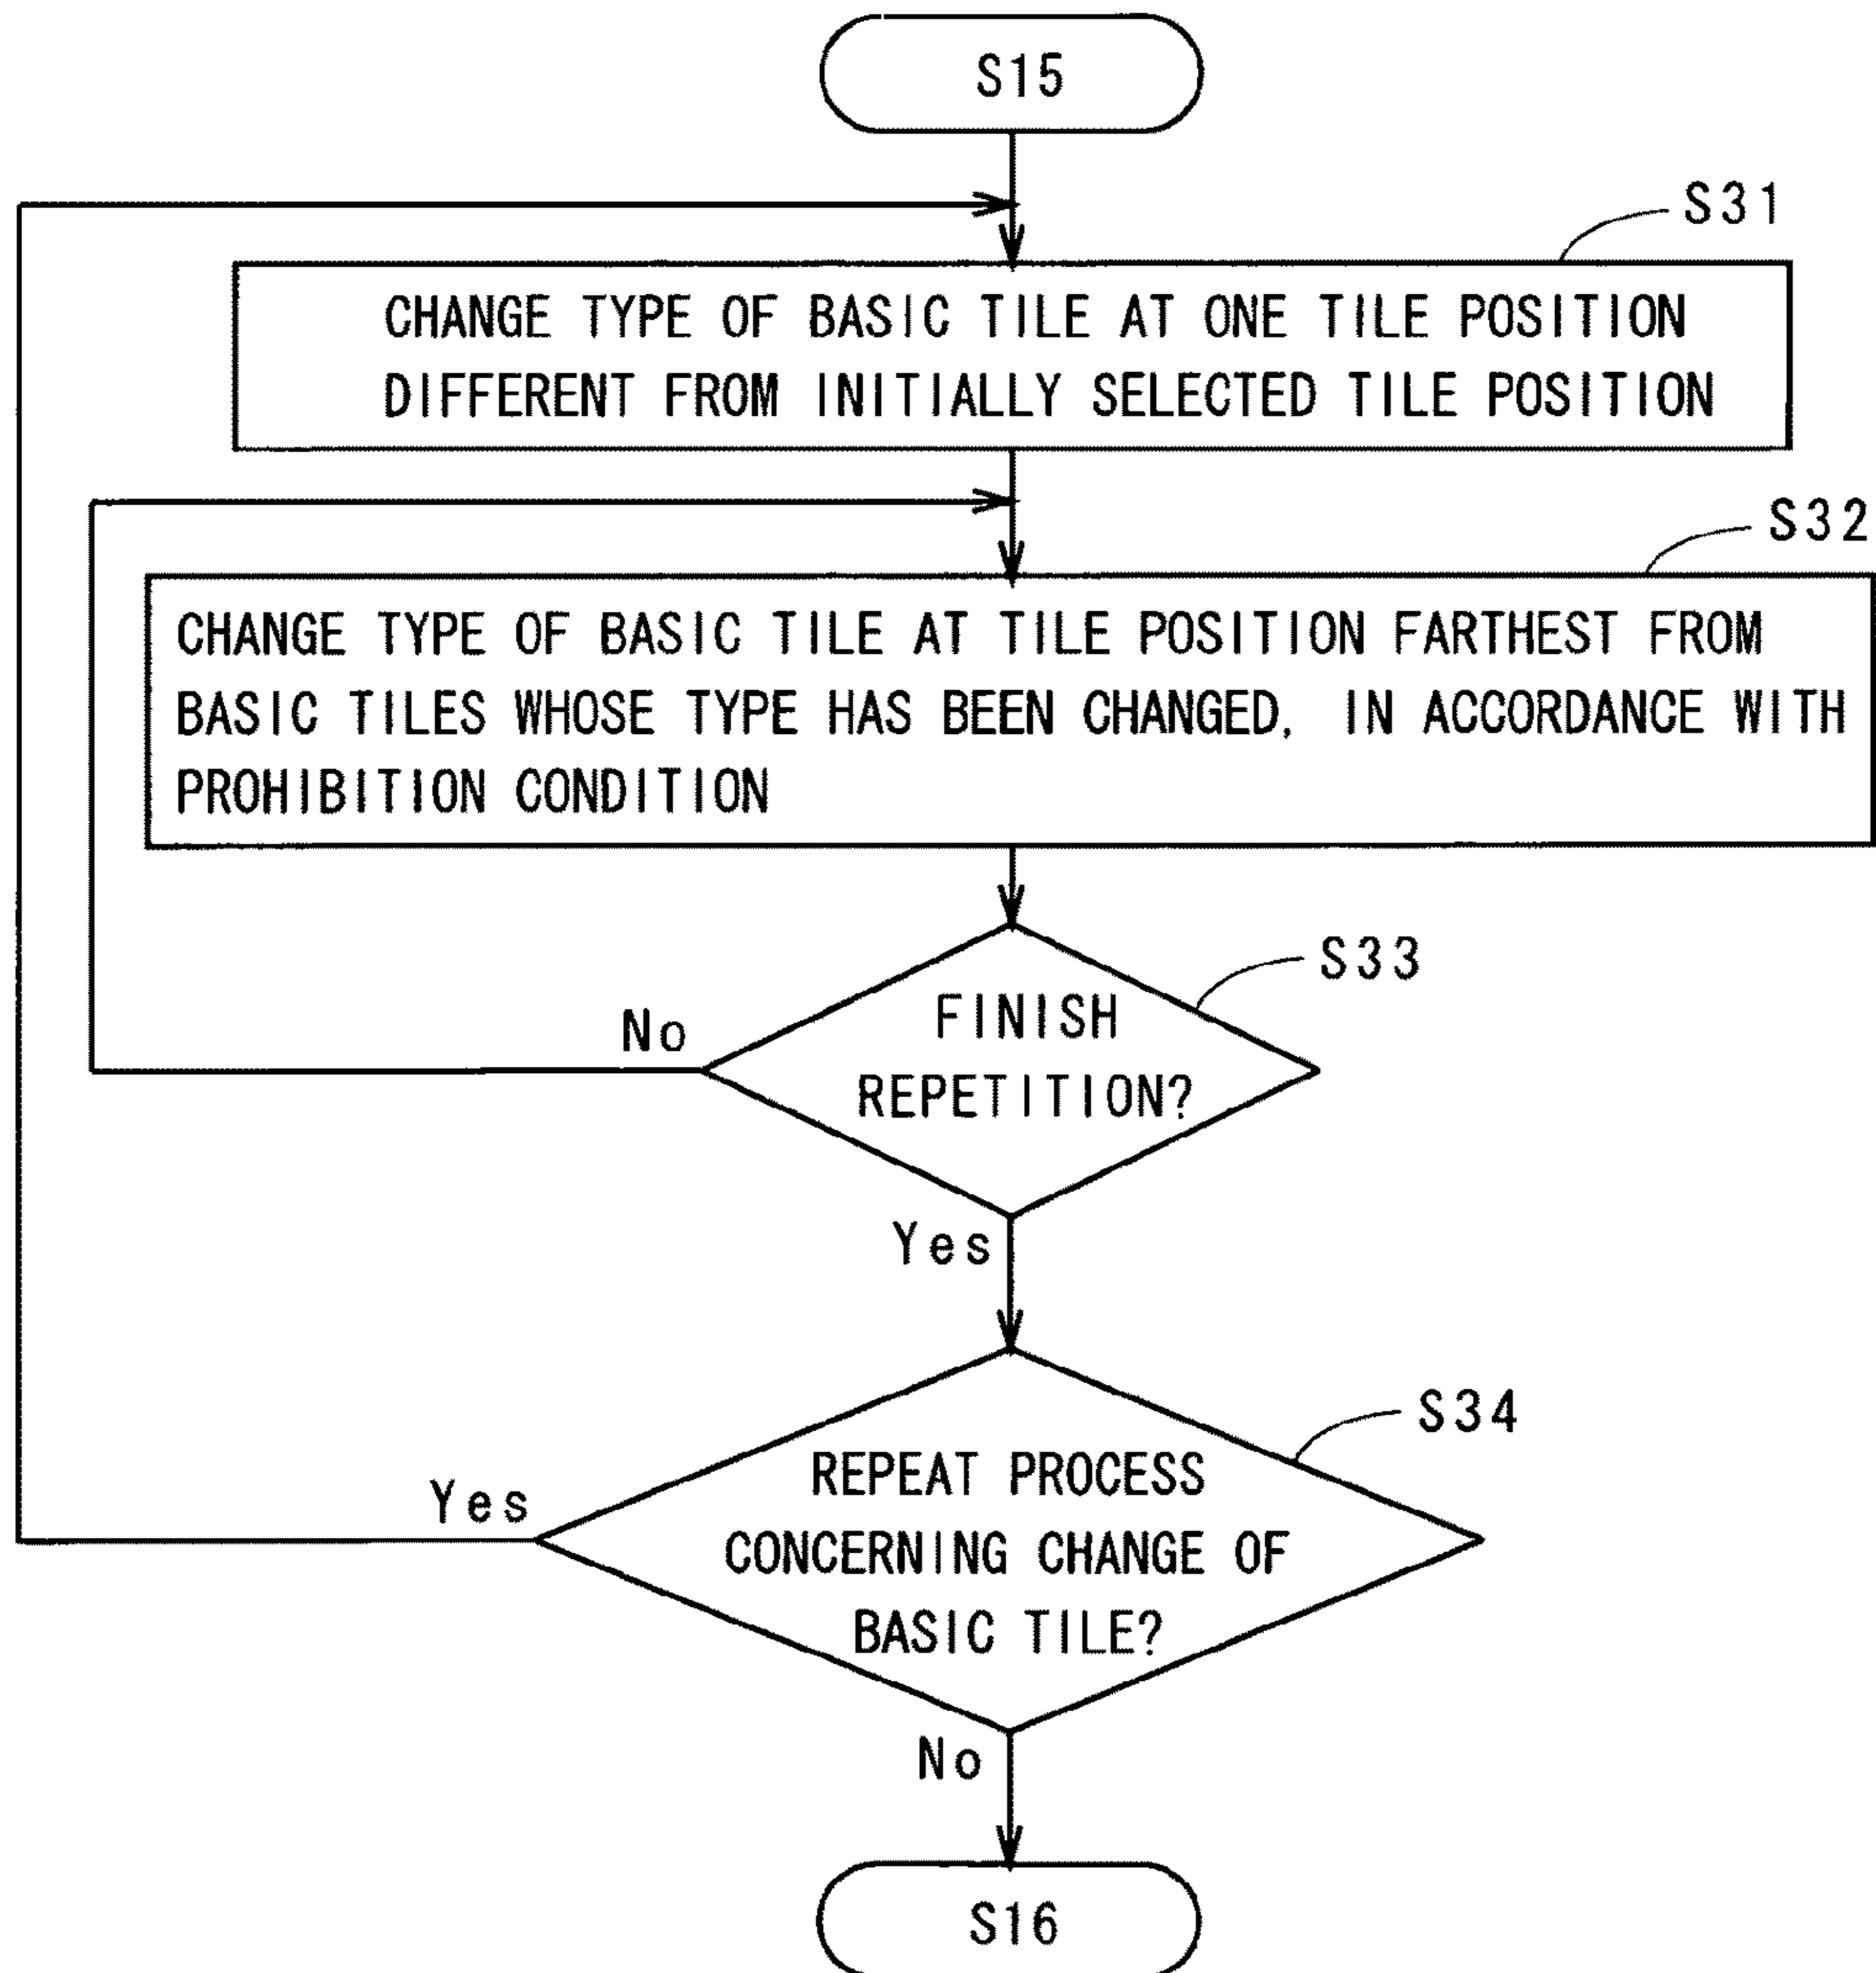 S15
S31
CHANGE TYPE OF BASIC TILE AT ONE TILE POSITION
DIFFERENT FROM INITIALLY SELECTED TILE POSITION
S32
CHANGE TYPE OF BASIC TILE AT TILE POSITION FARTHEST FROM
BASIC TILES WHOSE TYPE HAS BEEN CHANGED, IN ACCORDANCE WITH
PROHIBITION CONDITION
S33
No
FINISH
REPETITION?
Yes
S34
Yes
REPEAT PROCESS
CONCERNING CHANGE OF
BASIC TILE?
No
S16